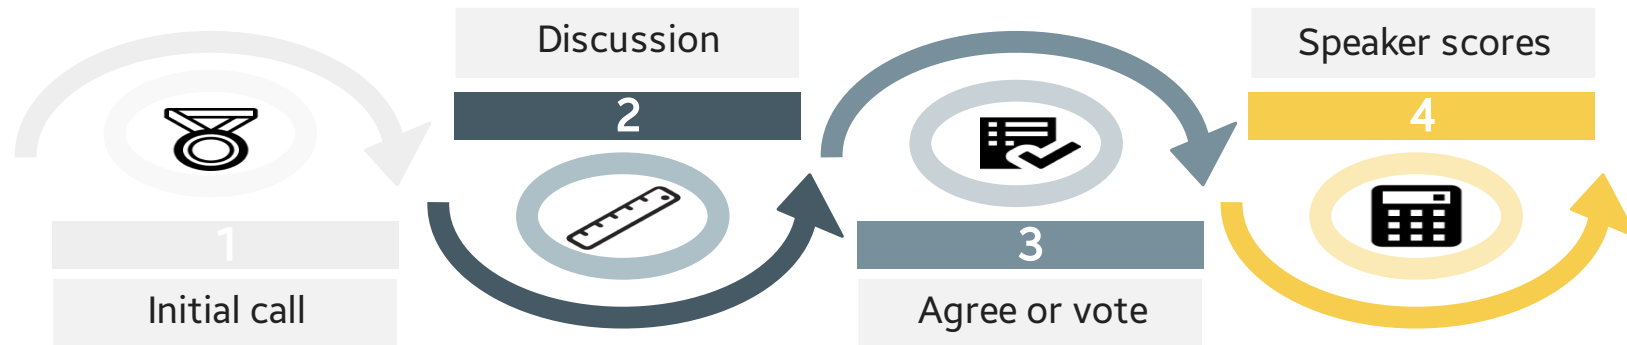 1
Initial call
Discussion
2
3
Agree or vote
Speaker scores
4